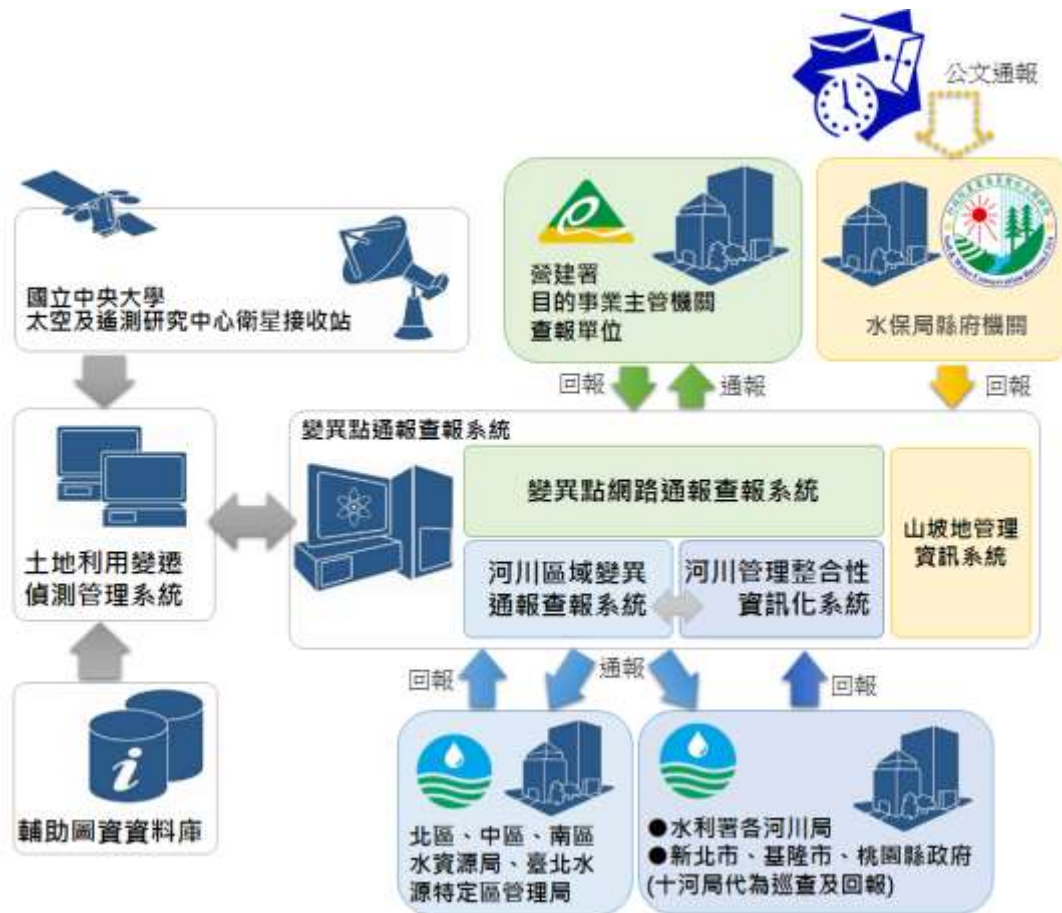 公文通報
國立中央大學
太空及遙測研究中心衛星接收站
營建署
目的事業主管機關
查報單位
水保局縣府機關
回報
通報
回報
變異點通報查報系統
變異點網路通報查報系統
山坡地管理
資訊系統
河川區域變異
通報查報系統
河川管理整合性
資訊化系統
土地利用變遷
偵測管理系統
回報
通報
回報
輔助圖資資料庫
北區、中區、南區
水資源局、臺北水
源特定區管理局
●水利署各河川局
●新北市、基隆市、桃園縣政府
(十河局代為巡查及回報)